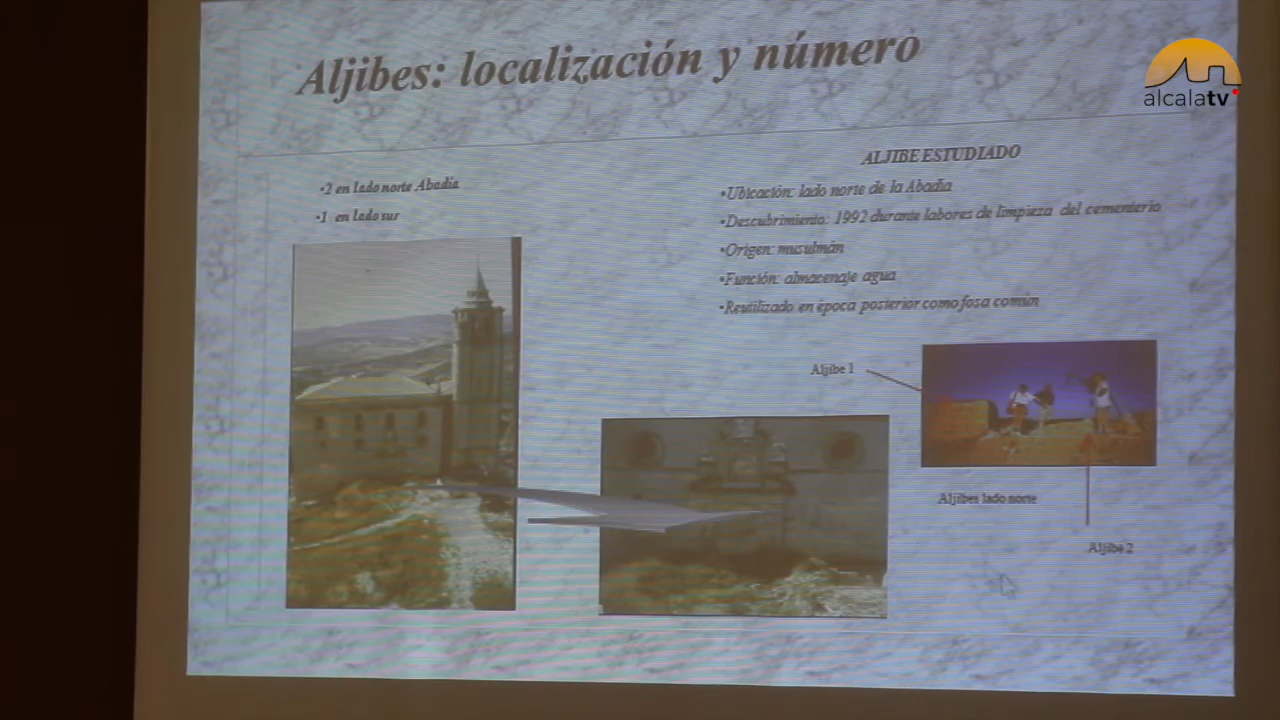 Aljibes: localización y número
alcalatv
•2 en lado norte Abadía
•1 en lado sur
ALJIBE ESTUDIADO
•Ubicación: lado norte de la Abadía
•Descubrimiento: 1992 durante labores de limpieza del cementerio
•Origen: musulmán
•Función: almacenaje agua
•Reutilizado en época posterior como fosa común
Aljibe 1
Aljibes lado norte
Aljibe 2